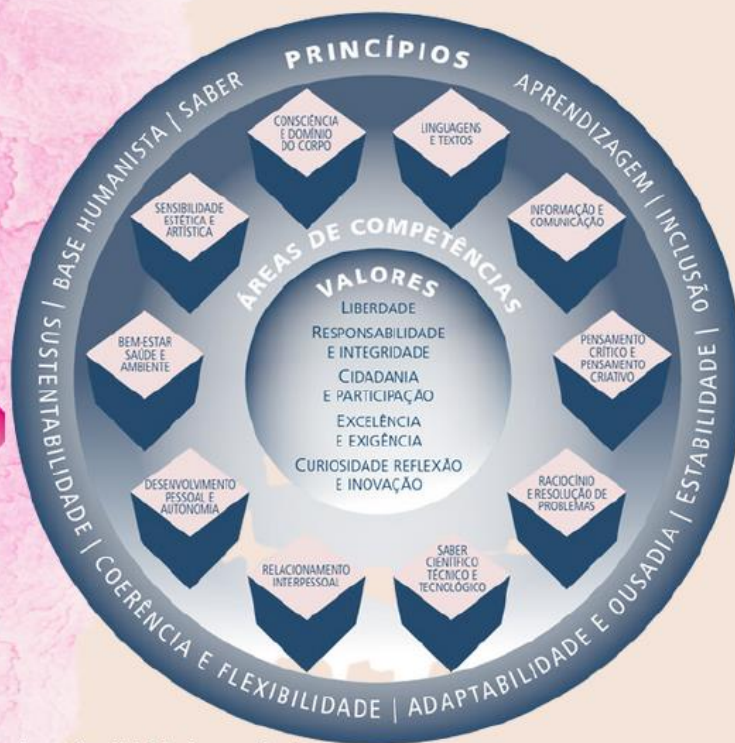 PRINCÍPIOS
APRENDIZAGEM | INCLUSÃO | ESTABILIDADE | ADAPTABILIDADE E OUSADIA | COERÊNCIA E FLEXIBILIDADE | SUSTENTABILIDADE | BASE HUMANISTA | SABER
ÁREAS DE COMPETÊNCIAS
LINGUAGENS
E TEXTOS
INFORMAÇÃO E
COMUNICAÇÃO
PENSAMENTO
CRÍTICO E
PENSAMENTO
CRIATIVO
RACIOCÍNIO
E RESOLUÇÃO DE
PROBLEMAS
SABER
CIENTÍFICO
TÉCNICO E
TECNOLÓGICO
RELACIONAMENTO
INTERPESSOAL
DESENVOLVIMENTO
PESSOAL E
AUTONOMIA
BEM-ESTAR
SAÚDE E
AMBIENTE
SENSIBILIDADE
ESTÉTICA E
ARTÍSTICA
CONSCIÊNCIA
E DOMÍNIO
DO CORPO
VALORES
LIBERDADE
RESPONSABILIDADE
E INTEGRIDADE
CIDADANIA
E PARTICIPAÇÃO
EXCELÊNCIA
E EXIGÊNCIA
CURIOSIDADE REFLEXÃO
E INOVAÇÃO